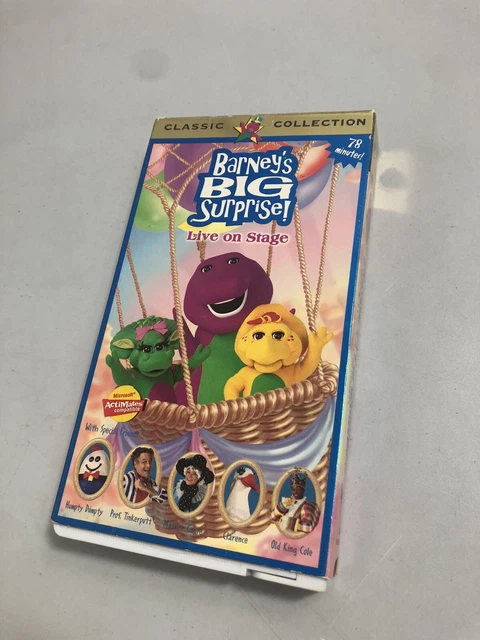 CLASSIC COLLECTION
78
minutes!
Barney's
BIG
Surprise!
Live on Stage
Microsoft
ActiMates
compatible
With Special
Humpty Dumpty
Prof. Tinkerputt
Clarence
Old King Cole